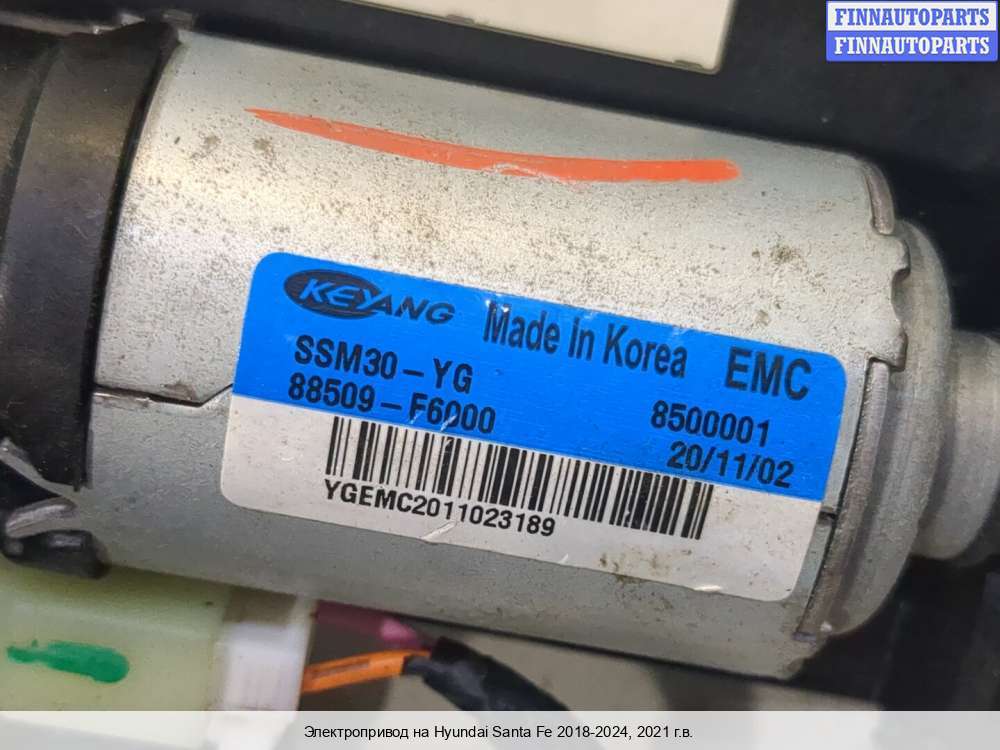 FINNAUTOPARTS
FINNAUTOPARTS
KEYANG Made in Korea EMC
SSM30-YG
88509-F6000 8500001
20/11/02
YGEMC2011023189
Электропривод на Hyundai Santa Fe 2018-2024, 2021 г.в.